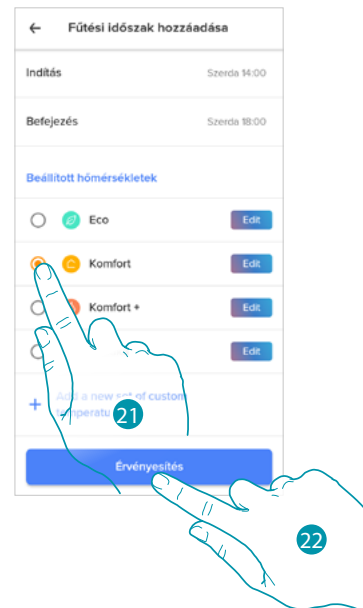 ← Fűtési időszak hozzáadása
Indítás Szerda 14:00
Befejezés Szerda 18:00
Beállított hőmérsékletek
Eco Edit
Komfort Edit
Komfort + Edit
Edit
+ Add a new set of custom
21
Érvényesítés
22